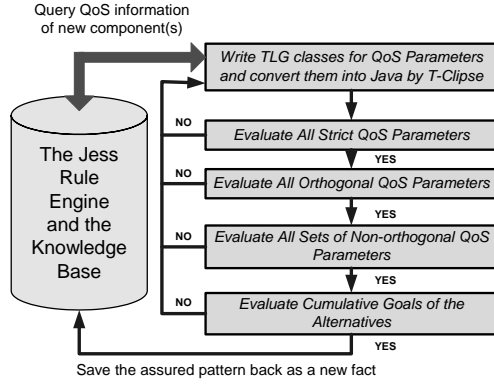 Query QoS information
of new component(s)
Write TLG classes for QoS Parameters
and convert them into Java by T-Clipse
NO
Evaluate All Strict QoS Parameters
YES
The Jess
Rule
Engine
and the
Knowledge
Base
NO
Evaluate All Orthogonal QoS Parameters
YES
NO
Evaluate All Sets of Non-orthogonal QoS
Parameters
YES
NO
Evaluate Cumulative Goals of the
Alternatives
YES
Save the assured pattern back as a new fact